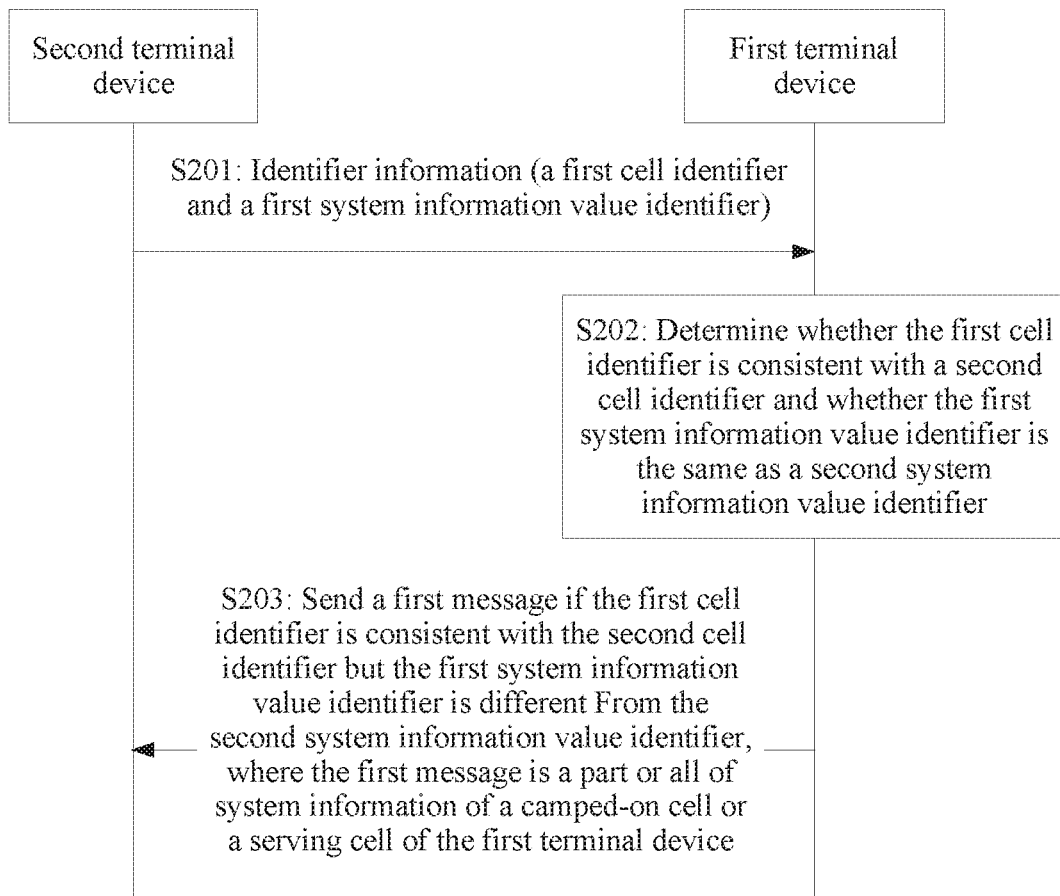 Second terminal
device
First terminal
device
S201: Identifier information (a first cell identifier
and a first system information value identifier)
S202: Determine whether the first cell
identifier is consistent with a second
cell identifier and whether the first
system information value identifier is
the same as a second system
information value identifier
S203: Send a first message if the first cell
identifier is consistent with the second cell
identifier but the first system information
value identifier is different From the
second system information value identifier,
where the first message is a part or all of
system information of a camped-on cell or
a serving cell of the first terminal device